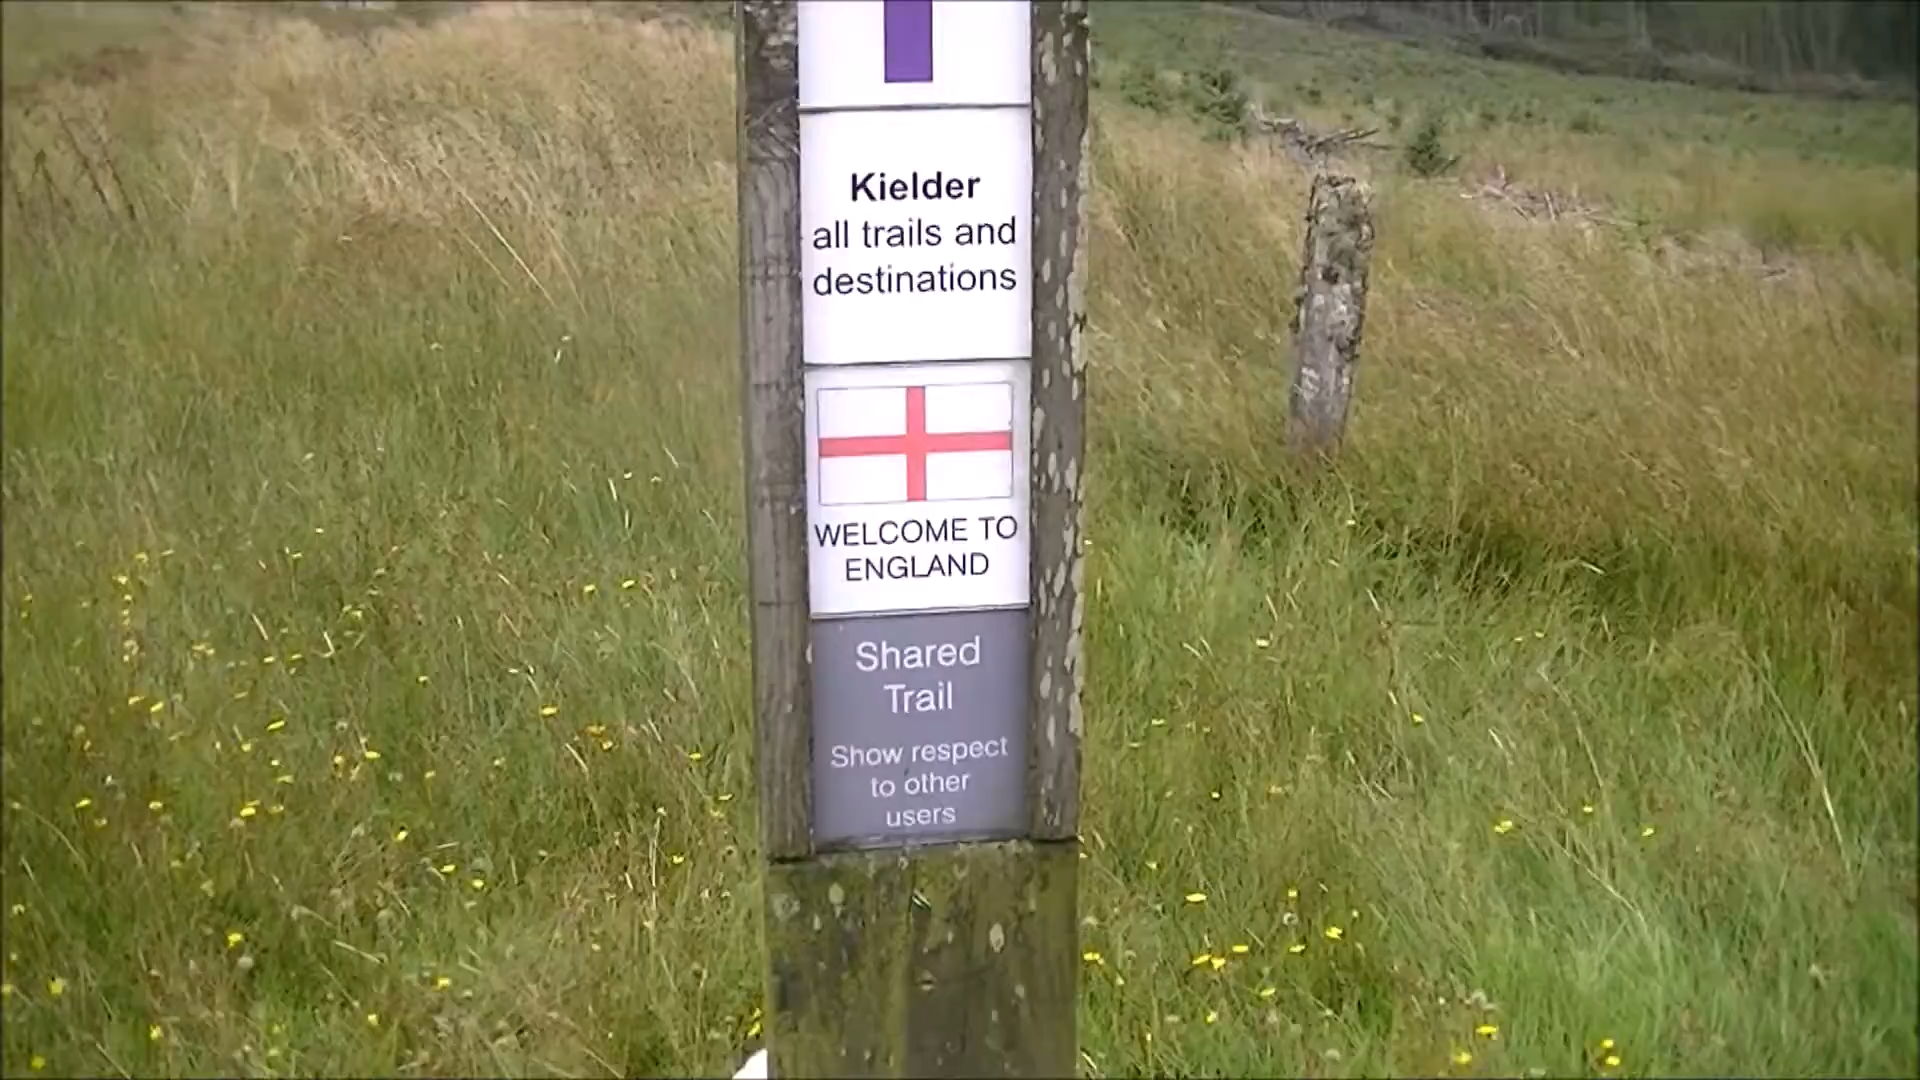 Kielder
all trails and
destinations
WELCOME TO
ENGLAND
Shared
Trail
Show respect
to other
users